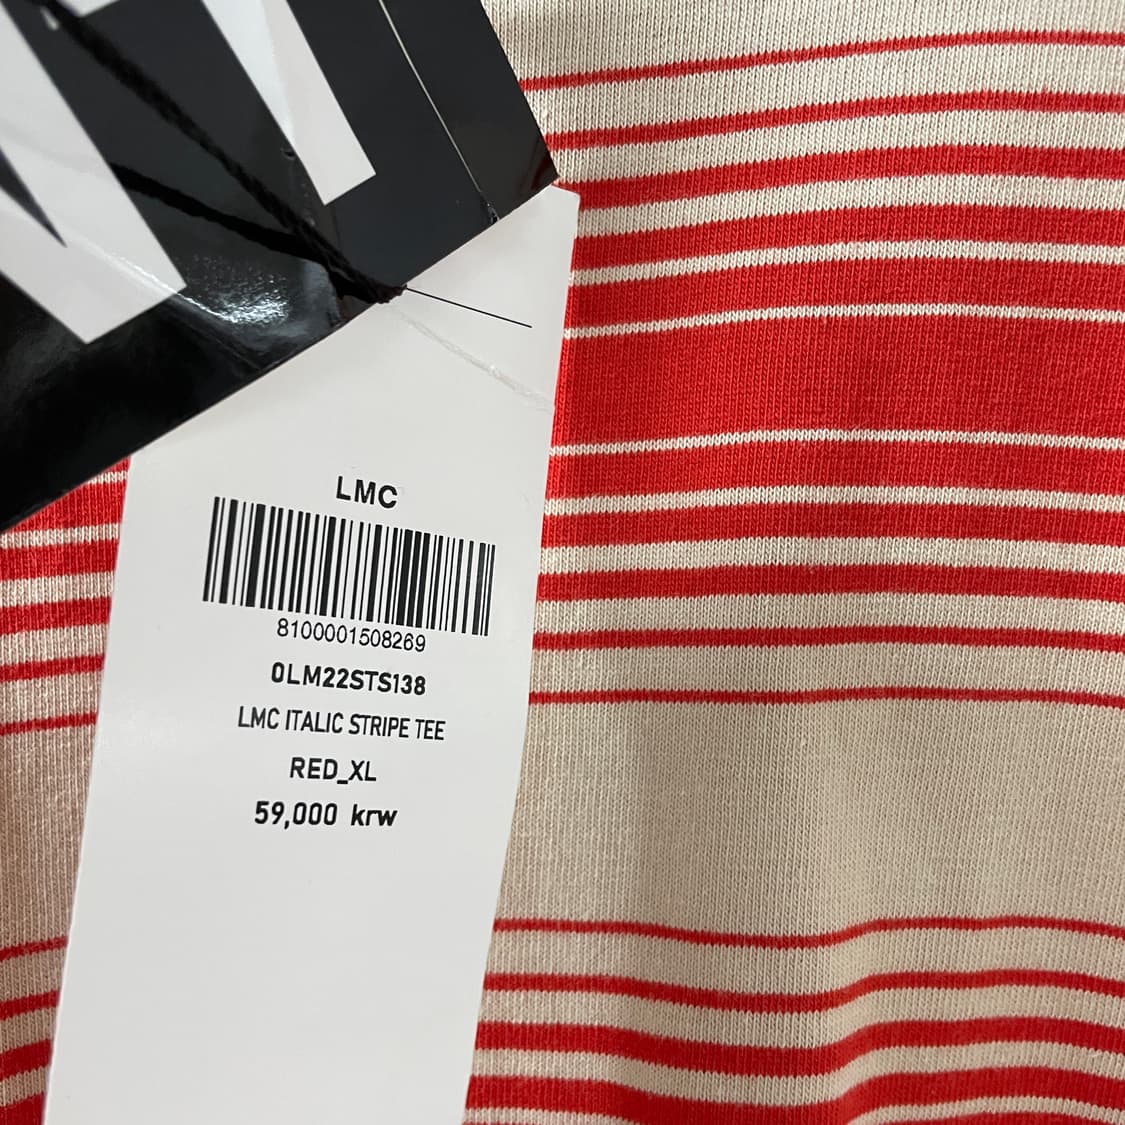 LMC
8100001508269
0LM22STS138
LMC ITALIC STRIPE TEE
RED_XL
59,000 krw